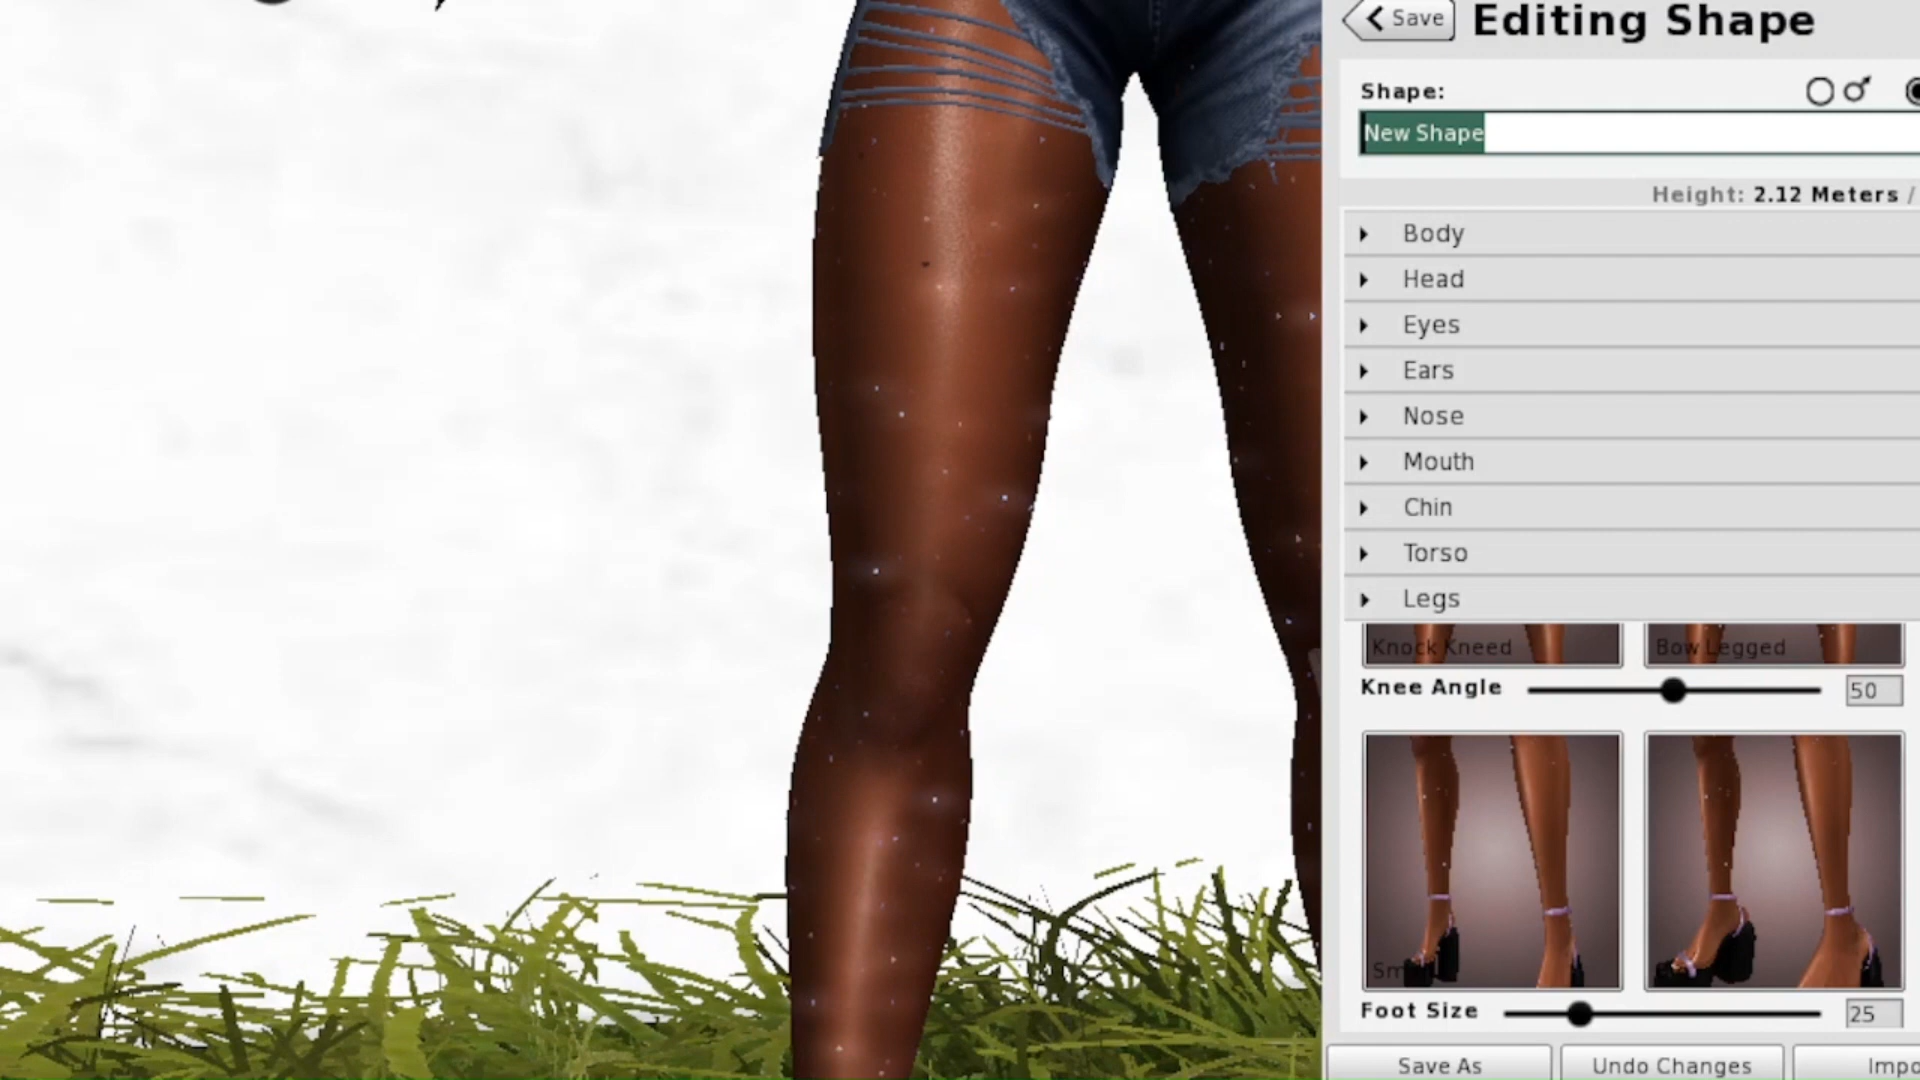 Save
Editing Shape
Shape:
New Shape
Height: 2.12 Meters /
Body
Head
Eyes
Ears
Nose
Mouth
Chin
Torso
Legs
Knock Kneed
Bow Legged
Knee Angle
50
Foot Size
25
Save As
Undo Changes